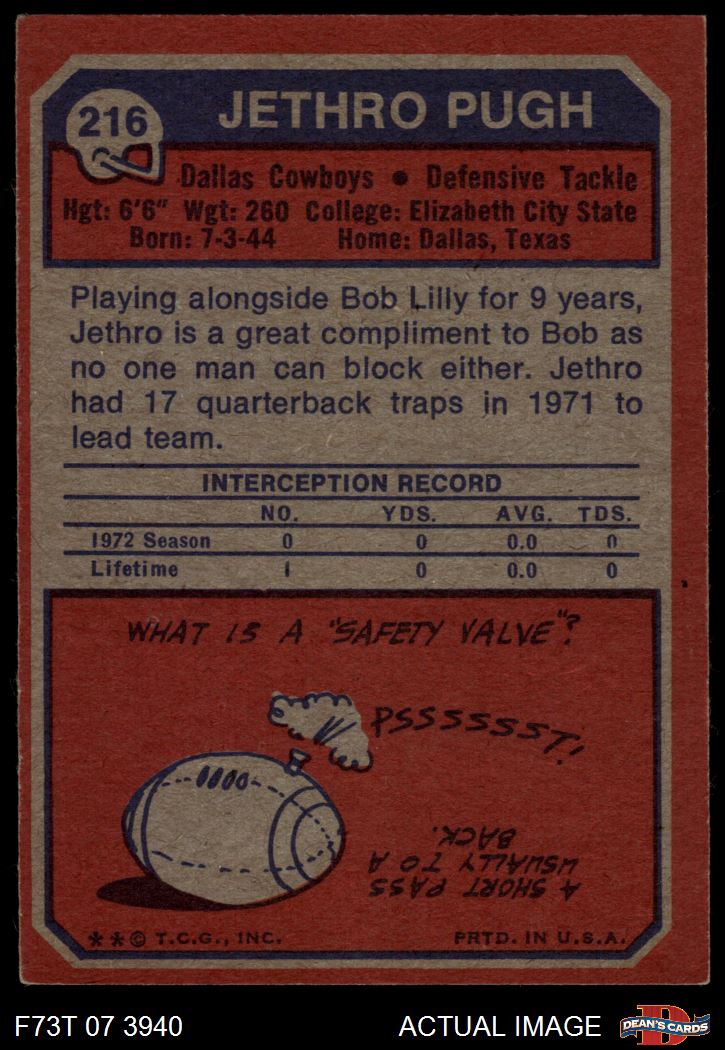 216
JETHRO PUGH
Dallas Cowboys • Defensive Tackle
Hgt: 6'6" Wgt: 260 College: Elizabeth City State
Born: 7-3-44 Home: Dallas, Texas
Playing alongside Bob Lilly for 9 years,
Jethro is a great compliment to Bob as
no one man can block either. Jethro
had 17 quarterback traps in 1971 to
lead team.
INTERCEPTION RECORD
NO. YDS. AVG. TDS.
1972 Season 0 0 0.0 0
Lifetime 1 0 0.0 0
WHAT IS A "SAFETY VALVE"?
PSSSSSSST!
A SHORT PASS
USUALLY TO A
BACK.
**© T.C.G., INC. PRTD. IN U.S.A.
F73T 07 3940 ACTUAL IMAGE
D
DEAN'S CARDS